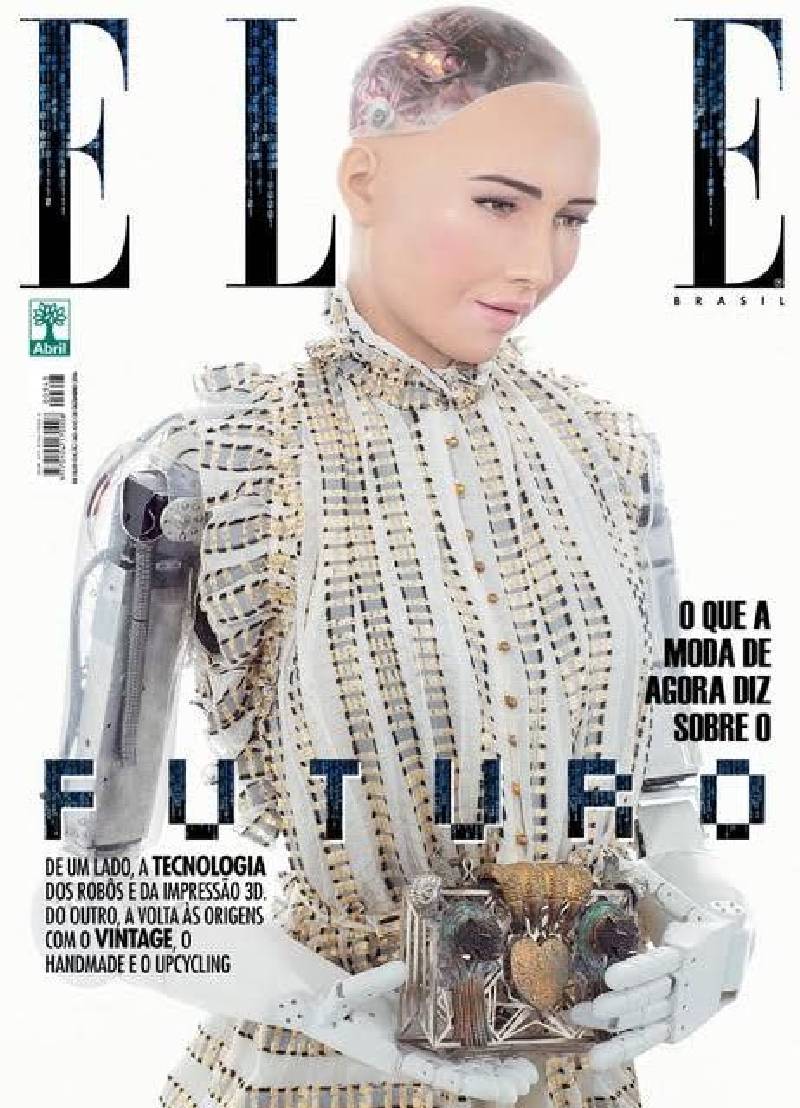 ELLE
BRASIL
Abril
O QUE A
MODA DE
AGORA DIZ
SOBRE O
FUTURO
DE UM LADO, A TECNOLOGIA
DOS ROBÔS E DA IMPRESSÃO 3D.
DO OUTRO, A VOLTA ÀS ORIGENS
COM O VINTAGE, O
HANDMADE E O UPCYCLING